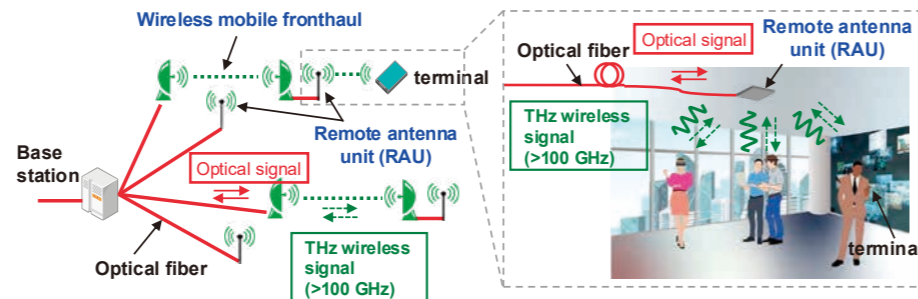 Wireless mobile fronthaul
terminal
Remote antenna
unit (RAU)
Base
station
Optical signal
Optical fiber
THz wireless
signal
(>100 GHz)
Optical fiber
Optical signal
Remote antenna
unit (RAU)
THz wireless
signal
(>100 GHz)
termina